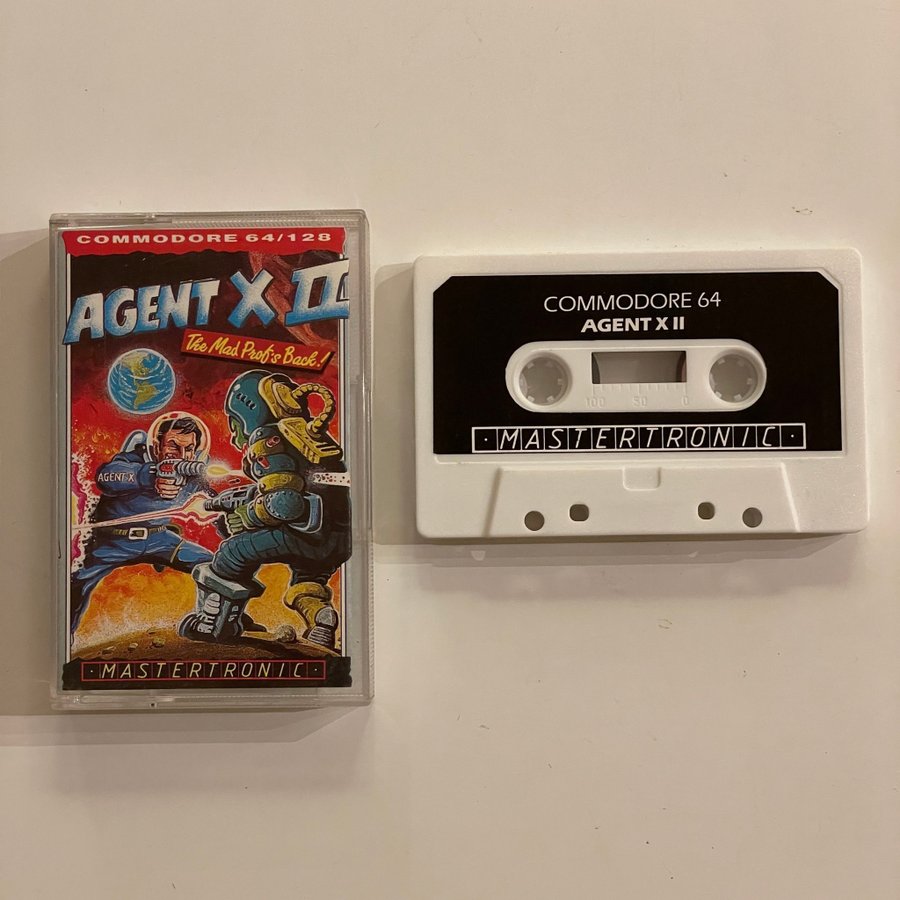 COMMODORE 64/128
AGENT X II
The Mad Prof's Back!
AGENT-X
·MASTERTRONIC·
COMMODORE 64
AGENT X II
100 50 0
·MASTERTRONIC·